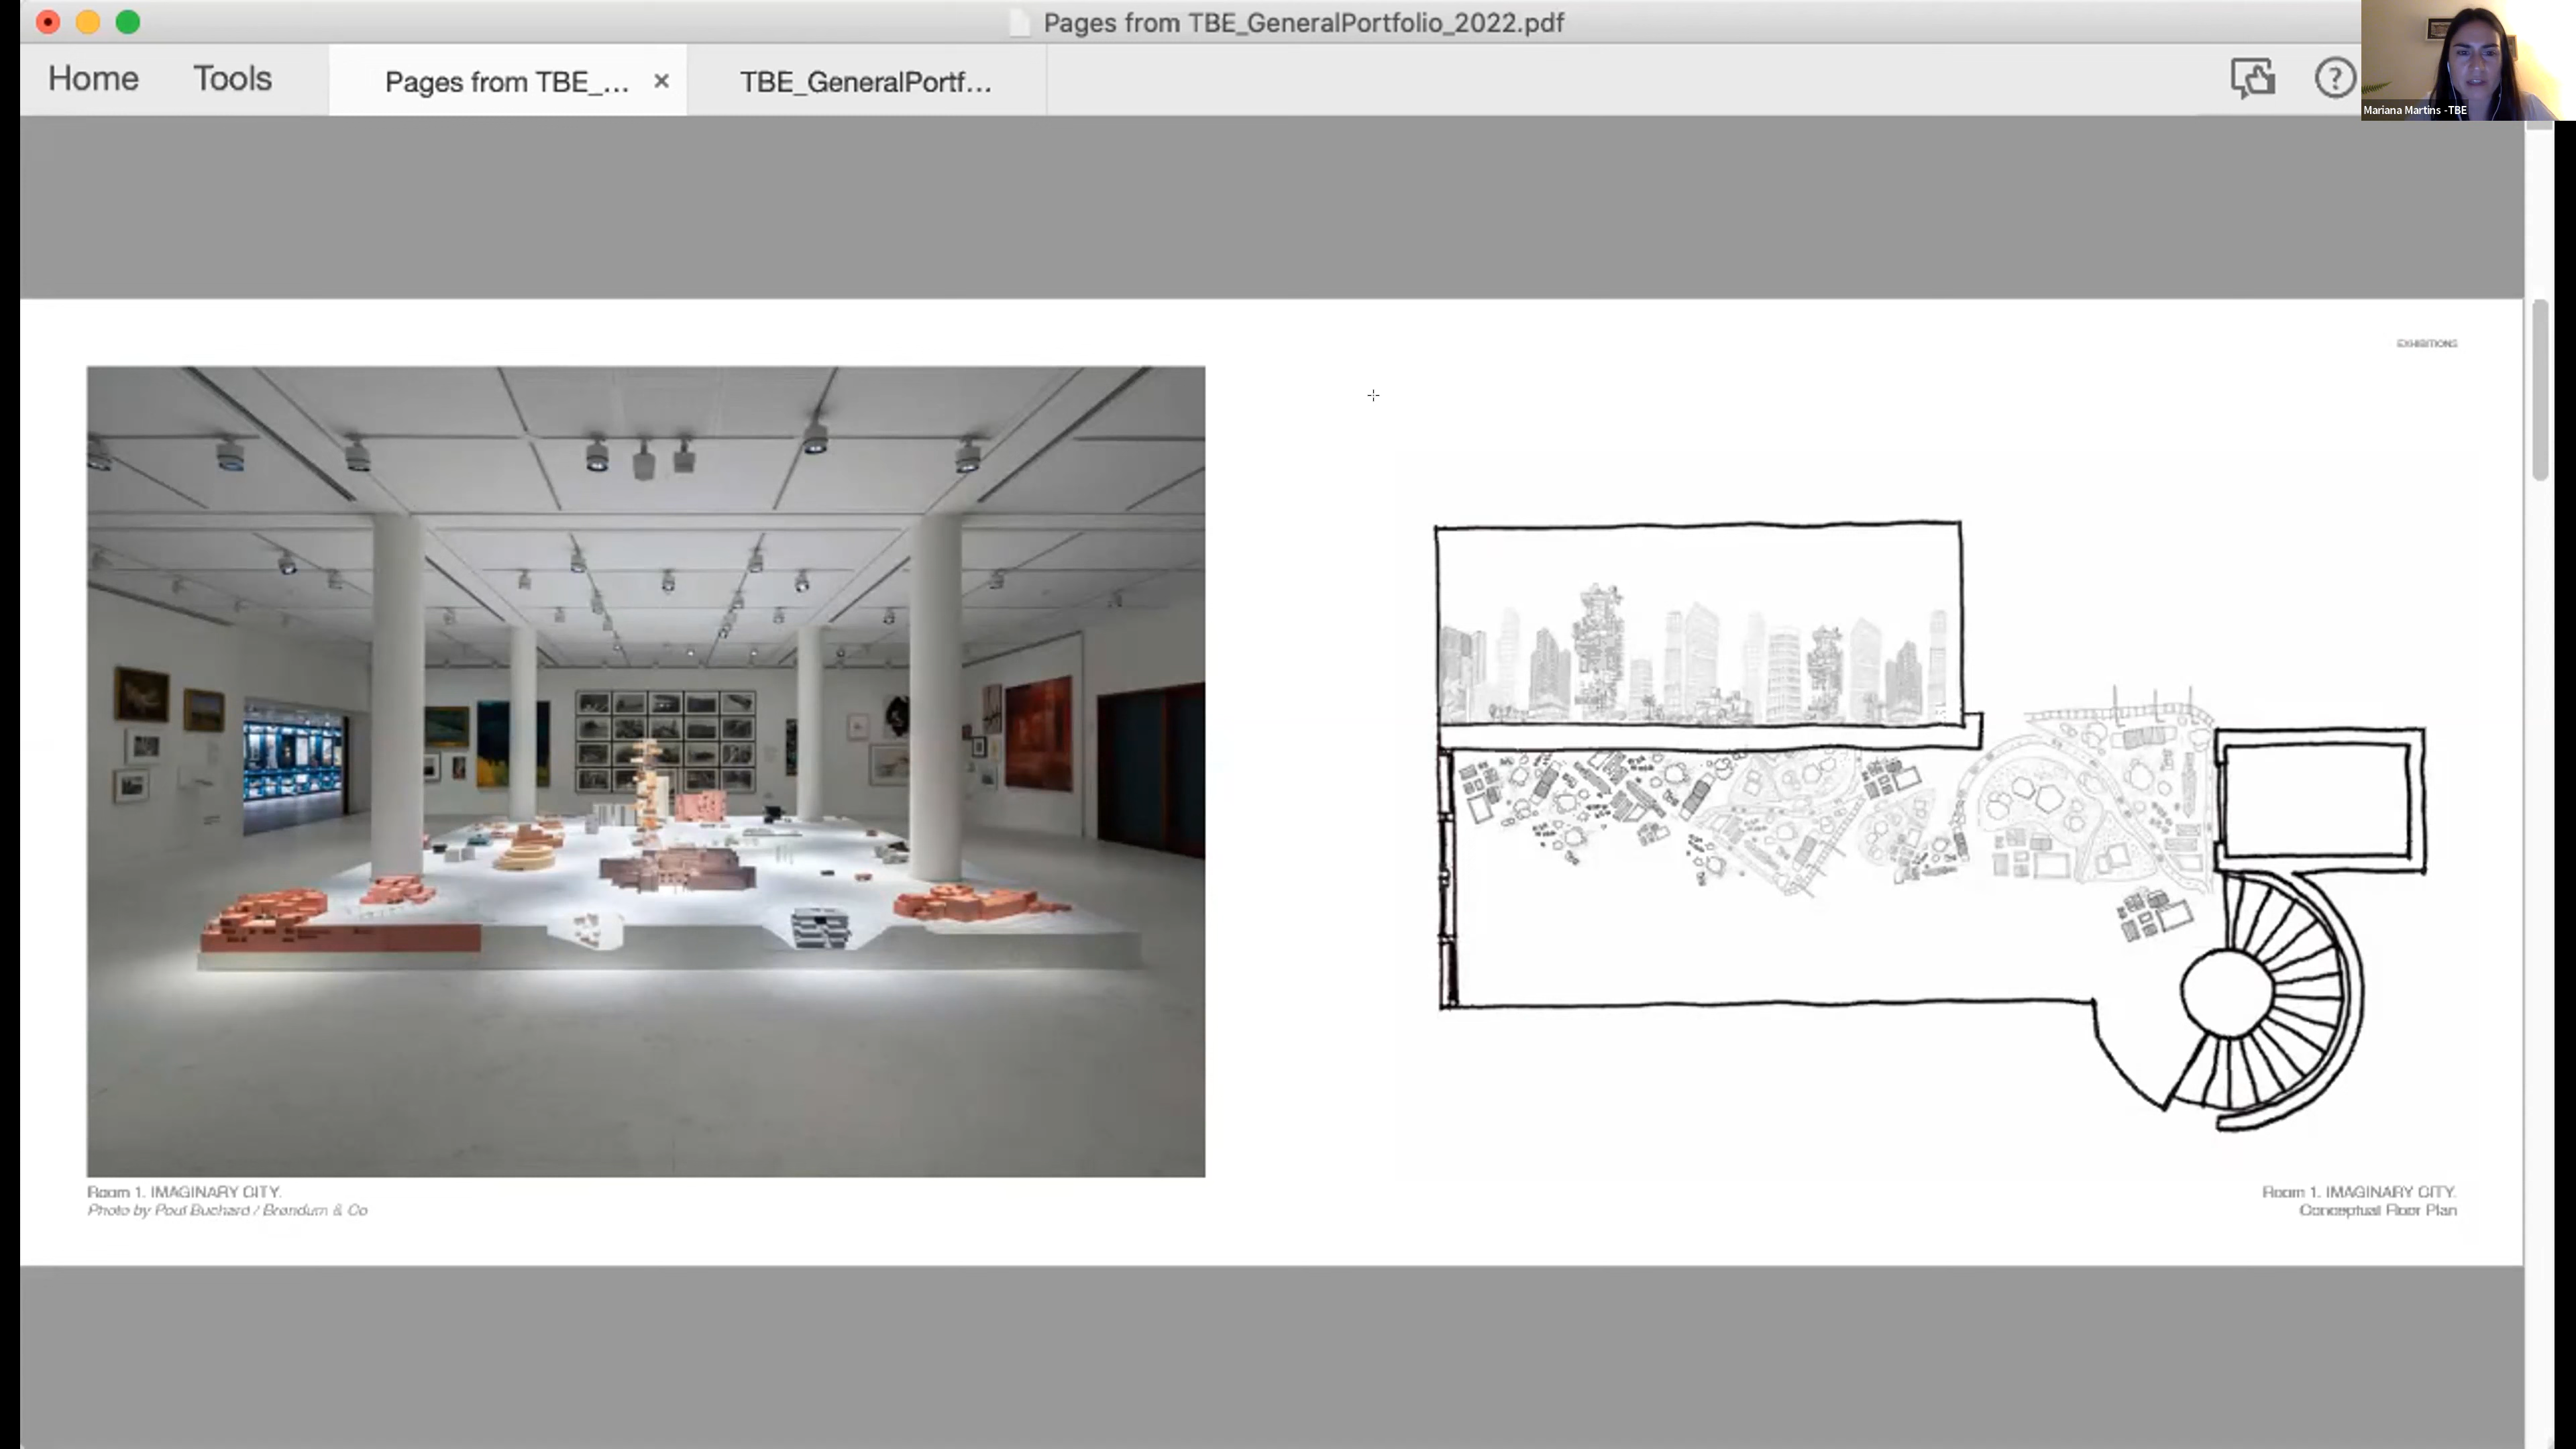 Pages from TBE_GeneralPortfolio_2022.pdf
Home
Tools
Pages from TBE_...
TBE_GeneralPortf...
Mariana Martins -TBE
EXHIBITIONS
Room 1. IMAGINARY CITY.
Photo by Poul Buchard / Brøndum & Co
Room 1. IMAGINARY CITY.
Conceptual Floor Plan